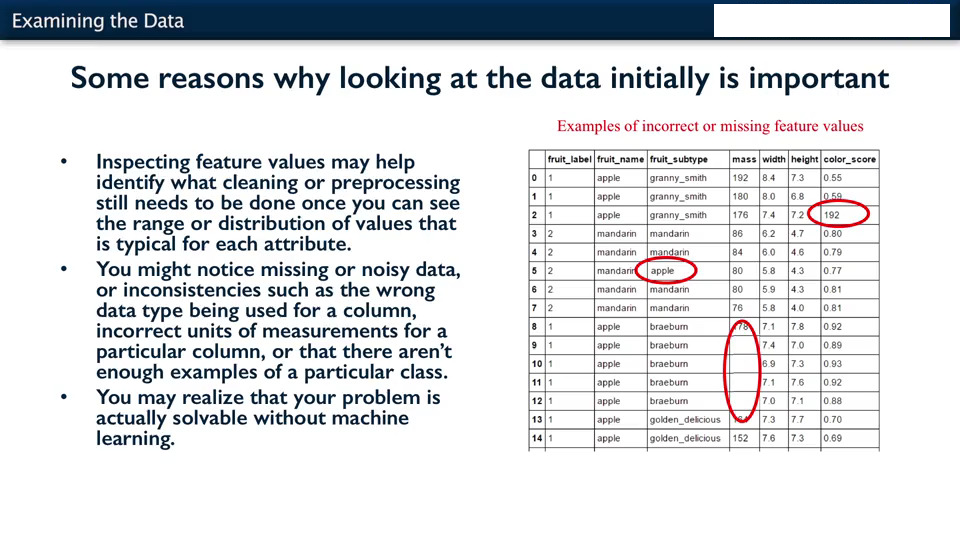 Examining the Data
Some reasons why looking at the data initially is important
• Inspecting feature values may help
identify what cleaning or preprocessing
still needs to be done once you can see
the range or distribution of values that
is typical for each attribute.
• You might notice missing or noisy data,
or inconsistencies such as the wrong
data type being used for a column,
incorrect units of measurements for a
particular column, or that there aren't
enough examples of a particular class.
• You may realize that your problem is
actually solvable without machine
learning.
Examples of incorrect or missing feature values
fruit_label fruit_name fruit_subtype mass width height color_score
0 1 apple granny_smith 192 8.4 7.3 0.55
1 1 apple granny_smith 180 8.0 6.8 0.59
2 1 apple granny_smith 176 7.4 7.2 192
3 2 mandarin mandarin 86 6.2 4.7 0.80
4 2 mandarin mandarin 84 6.0 4.6 0.79
5 2 mandarin apple 80 5.8 4.3 0.77
6 2 mandarin mandarin 80 5.9 4.3 0.81
7 2 mandarin mandarin 76 5.8 4.0 0.81
8 1 apple braeburn 178 7.1 7.8 0.92
9 1 apple braeburn 7.4 7.0 0.89
10 1 apple braeburn 6.9 7.3 0.93
11 1 apple braeburn 7.1 7.6 0.92
12 1 apple braeburn 7.0 7.1 0.88
13 1 apple golden_delicious 7.3 7.7 0.70
14 1 apple golden_delicious 152 7.6 7.3 0.69